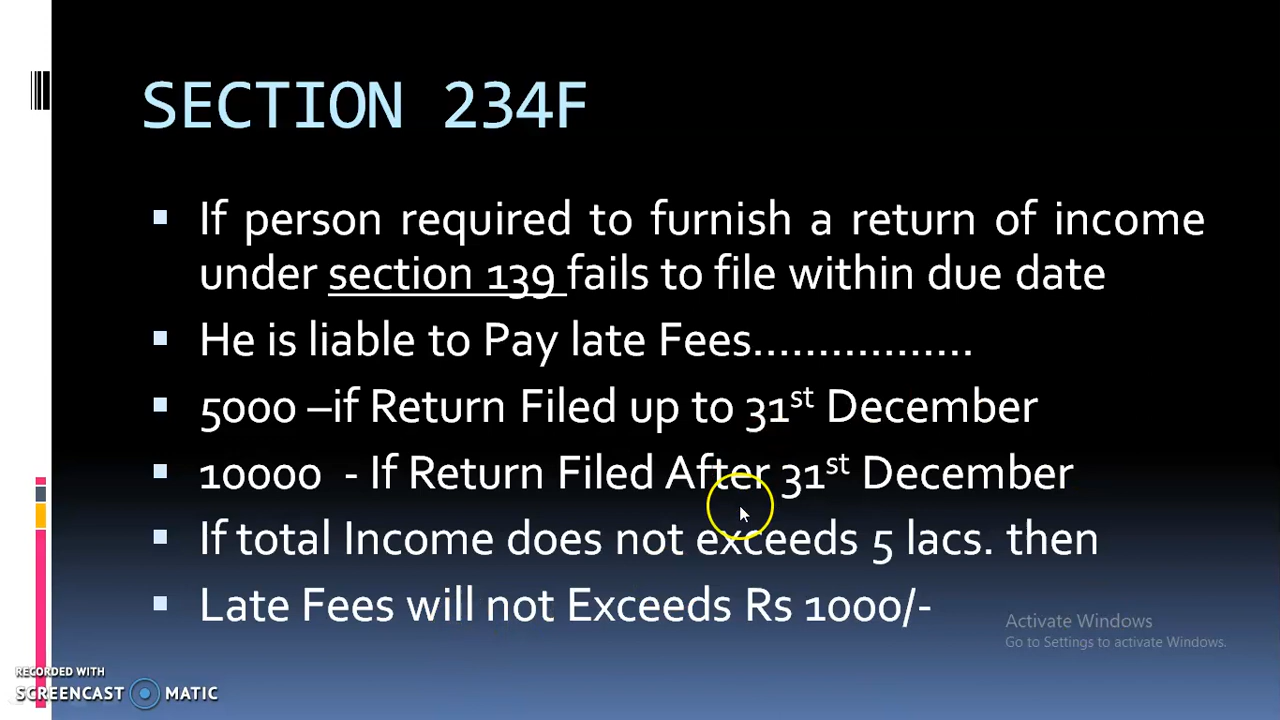 SECTION 234F
If person required to furnish a return of income
under section 139 fails to file within due date
He is liable to Pay late Fees.................
5000 –if Return Filed up to 31st December
10000 - If Return Filed After 31st December
If total Income does not exceeds 5 lacs. then
Late Fees will not Exceeds Rs 1000/-
Activate Windows
Go to Settings to activate Windows.
RECORDED WITH
SCREENCAST MATIC